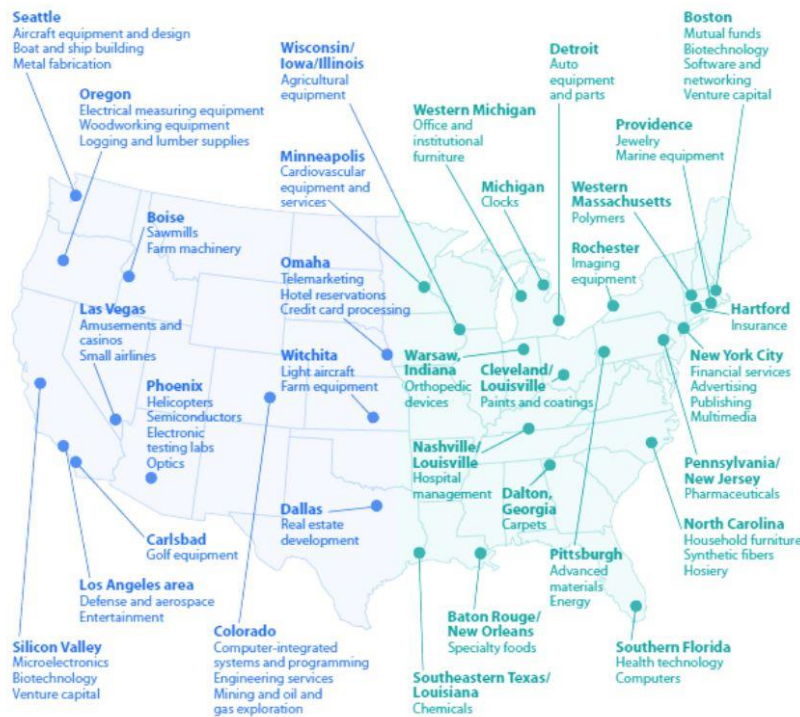 Seattle
Aircraft equipment and design
Boat and ship building
Metal fabrication
Oregon
Electrical measuring equipment
Woodworking equipment
Logging and lumber supplies
Wisconsin/
Iowa/Illinois
Agricultural
equipment
Detroit
Auto
equipment
and parts
Boston
Mutual funds
Biotechnology
Software and
networking
Venture capital
Western Michigan
Office and
institutional
furniture
Providence
Jewelry
Marine equipment
Minneapolis
Cardiovascular
equipment and
services
Michigan
Clocks
Western
Massachusetts
Polymers
Boise
Sawmills
Farm machinery
Omaha
Telemarketing
Hotel reservations
Credit card processing
Rochester
Imaging
equipment
Las Vegas
Amusements and
casinos
Small airlines
Hartford
Insurance
Witchita
Light aircraft
Farm equipment
Warsaw,
Indiana
Orthopedic
devices
Cleveland/
Louisville
Paints and coatings
New York City
Financial services
Advertising
Publishing
Multimedia
Phoenix
Helicopters
Semiconductors
Electronic
testing labs
Optics
Nashville/
Louisville
Hospital
management
Dalton,
Georgia
Carpets
Pennsylvania/
New Jersey
Pharmaceuticals
Dallas
Real estate
development
North Carolina
Household furniture
Synthetic fibers
Hosiery
Carlsbad
Golf equipment
Pittsburgh
Advanced
materials
Energy
Los Angeles area
Defense and aerospace
Entertainment
Baton Rouge/
New Orleans
Specialty foods
Silicon Valley
Microelectronics
Biotechnology
Venture capital
Colorado
Computer-integrated
systems and programming
Engineering services
Mining and oil and
gas exploration
Southeastern Texas/
Louisiana
Chemicals
Southern Florida
Health technology
Computers